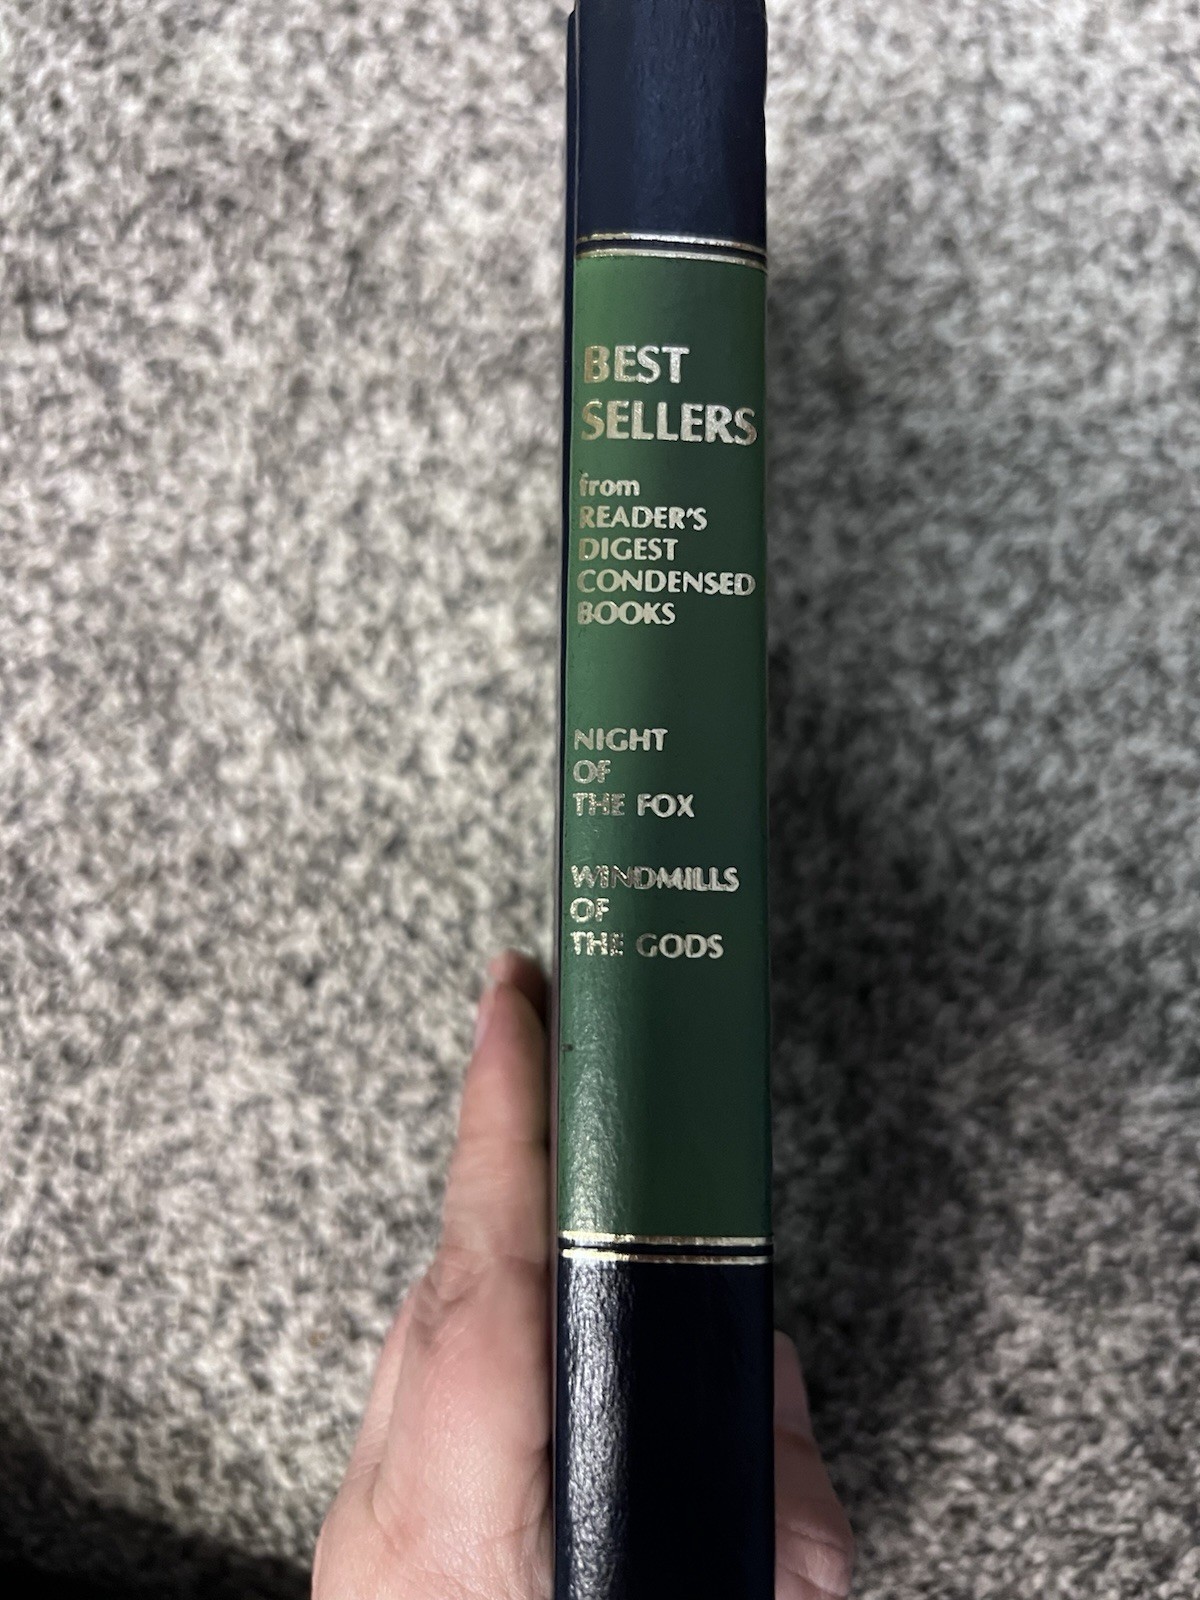 BEST
SELLERS
from
READER'S
DIGEST
CONDENSED
BOOKS
NIGHT
OF
THE FOX
WINDMILLS
OF
THE GODS